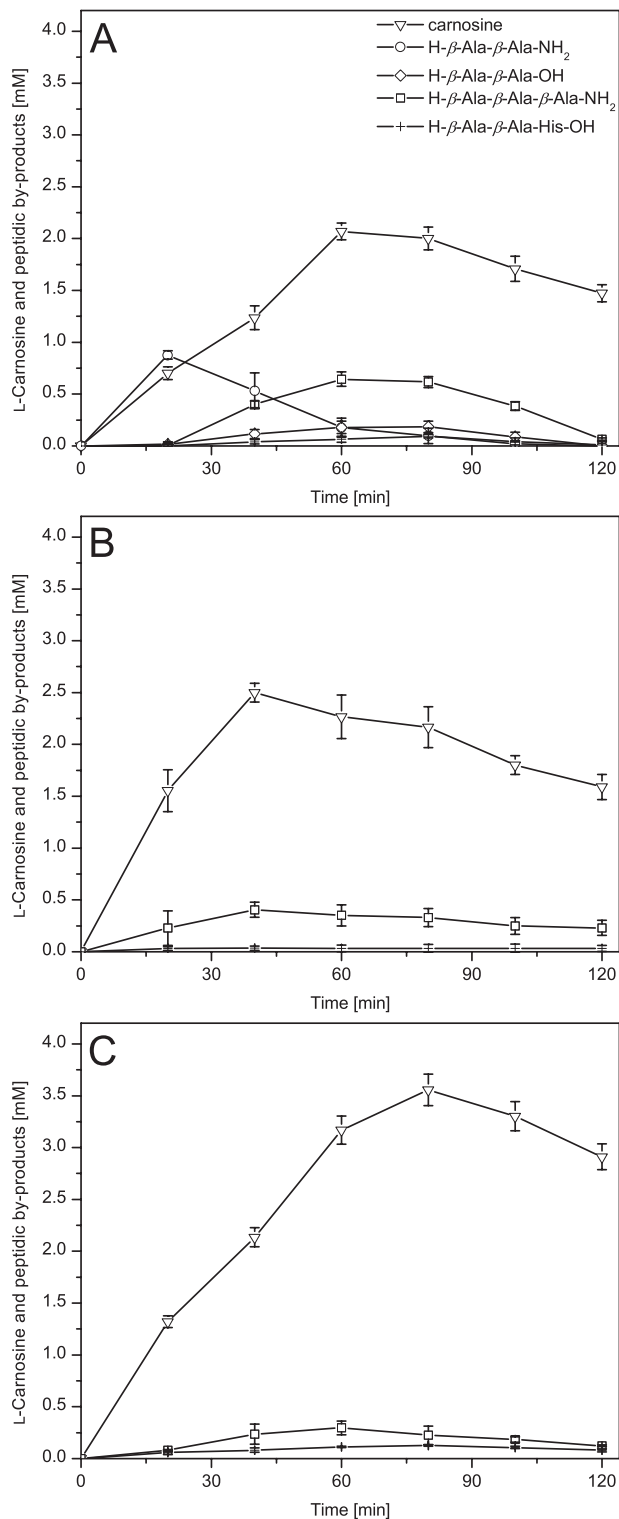 A
carnosine
H-β-Ala-β-Ala-NH₂
H-β-Ala-β-Ala-OH
H-β-Ala-β-Ala-β-Ala-NH₂
H-β-Ala-β-Ala-His-OH
L-Carnosine and peptidic by-products [mM]
4.0
3.5
3.0
2.5
2.0
1.5
1.0
0.5
0.0
0 30 60 90 120
Time [min]
B
L-Carnosine and peptidic by-products [mM]
4.0
3.5
3.0
2.5
2.0
1.5
1.0
0.5
0.0
0 30 60 90 120
Time [min]
C
L-Carnosine and peptidic by-products [mM]
4.0
3.5
3.0
2.5
2.0
1.5
1.0
0.5
0.0
0 30 60 90 120
Time [min]